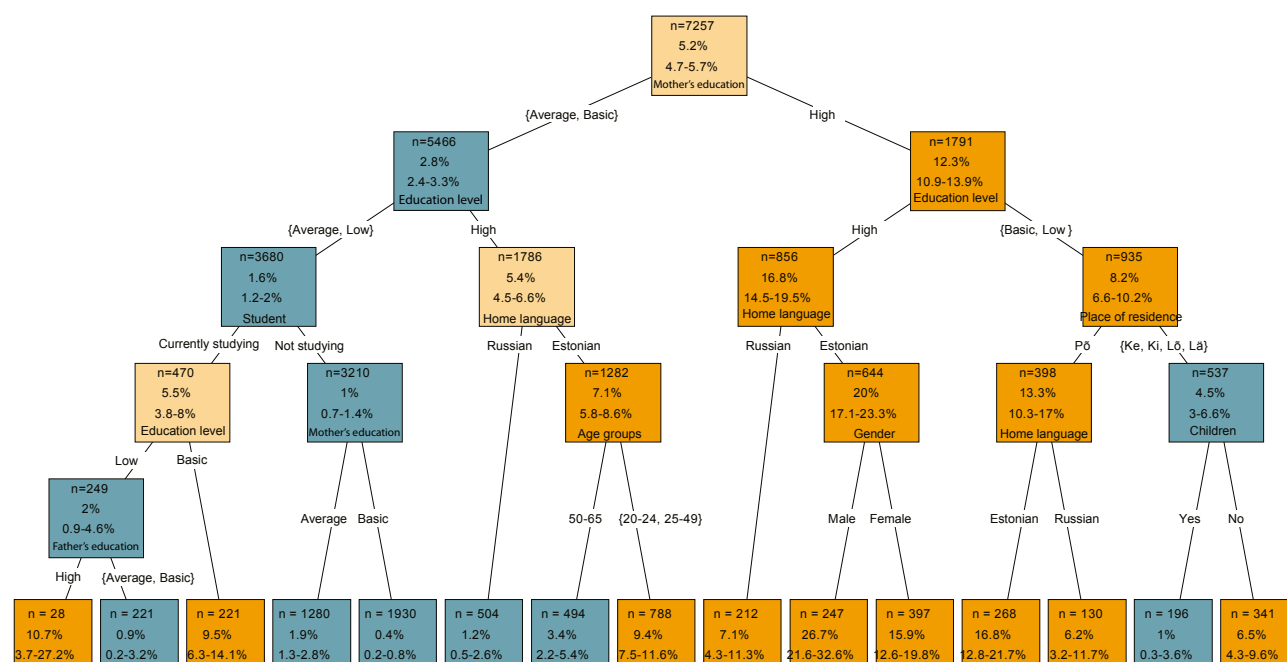 n=7257
5.2%
4.7-5.7%
Mother's education
{Average, Basic}
High
n=5466
2.8%
2.4-3.3%
Education level
n=1791
12.3%
10.9-13.9%
Education level
{Average, Low}
High
High
{Basic, Low }
n=3680
1.6%
1.2-2%
Student
n=1786
5.4%
4.5-6.6%
Home language
n=856
16.8%
14.5-19.5%
Home language
n=935
8.2%
6.6-10.2%
Place of residence
Currently studying
Not studying
Russian
Estonian
Russian
Estonian
Põ
{Ke, Ki, Lõ, Lä}
n=470
5.5%
3.8-8%
Education level
n=3210
1%
0.7-1.4%
Mother's education
n=1282
7.1%
5.8-8.6%
Age groups
n=644
20%
17.1-23.3%
Gender
n=398
13.3%
10.3-17%
Home language
n=537
4.5%
3-6.6%
Children
Low
Basic
n=249
2%
0.9-4.6%
Father's education
Average
Basic
50-65
{20-24, 25-49}
Male
Female
Estonian
Russian
Yes
No
High
{Average, Basic}
n = 28
10.7%
3.7-27.2%
n = 221
0.9%
0.2-3.2%
n = 221
9.5%
6.3-14.1%
n = 1280
1.9%
1.3-2.8%
n = 1930
0.4%
0.2-0.8%
n = 504
1.2%
0.5-2.6%
n = 494
3.4%
2.2-5.4%
n = 788
9.4%
7.5-11.6%
n = 212
7.1%
4.3-11.3%
n = 247
26.7%
21.6-32.6%
n = 397
15.9%
12.6-19.8%
n = 268
16.8%
12.8-21.7%
n = 130
6.2%
3.2-11.7%
n = 196
1%
0.3-3.6%
n = 341
6.5%
4.3-9.6%